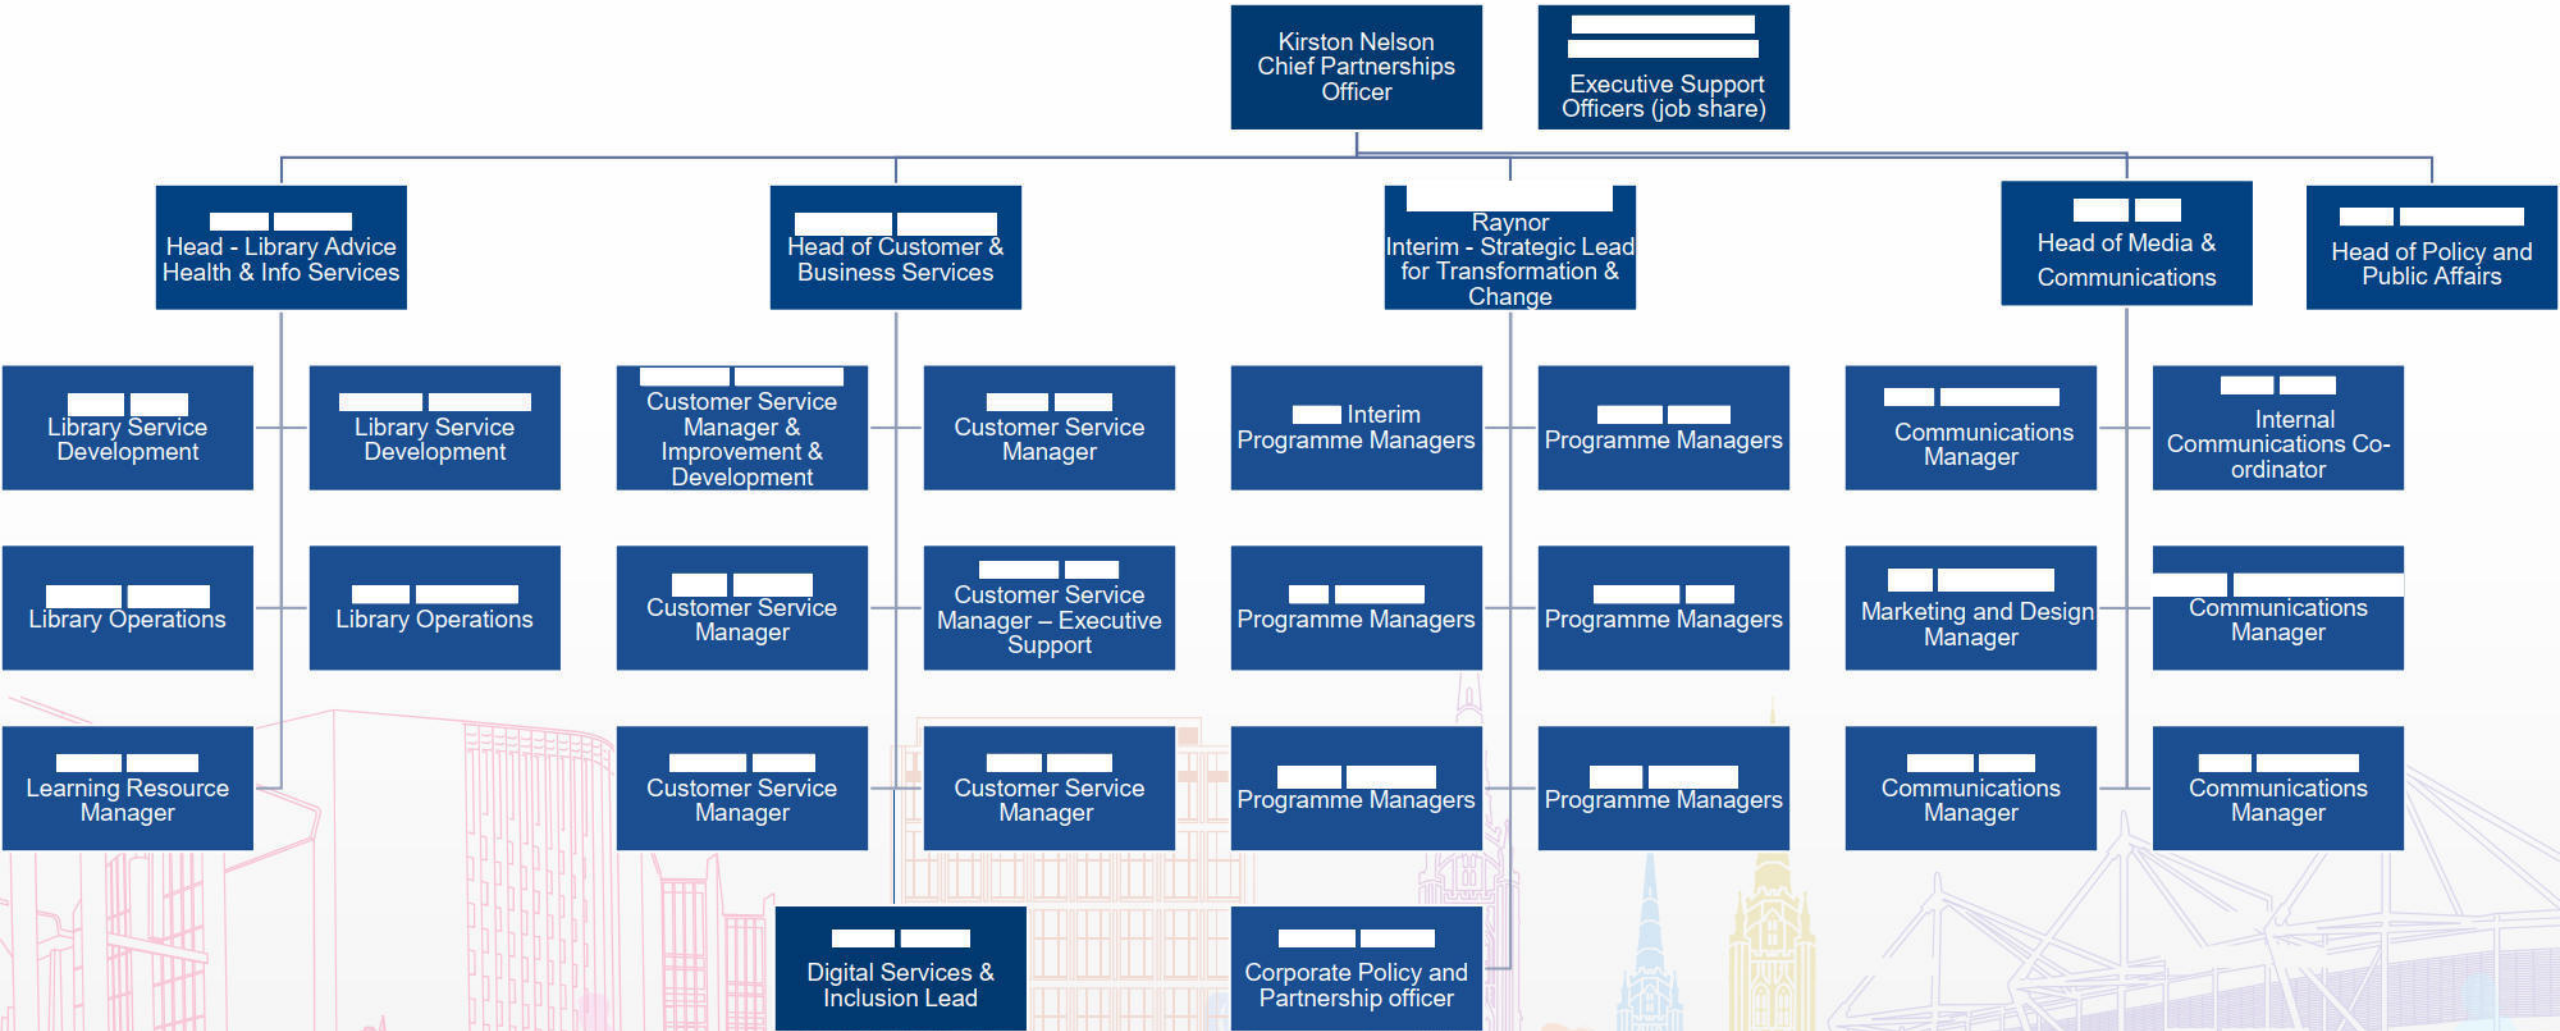 Kirston Nelson
Chief Partnerships
Officer
Executive Support
Officers (job share)
Head - Library Advice
Health & Info Services
Head of Customer &
Business Services
Raynor
Interim - Strategic Lead
for Transformation &
Change
Head of Media &
Communications
Head of Policy and
Public Affairs
Library Service
Development
Library Service
Development
Customer Service
Manager &
Improvement &
Development
Customer Service
Manager
Interim
Programme Managers
Programme Managers
Communications
Manager
Internal
Communications Co-
ordinator
Library Operations
Library Operations
Customer Service
Manager
Customer Service
Manager – Executive
Support
Programme Managers
Programme Managers
Marketing and Design
Manager
Communications
Manager
Learning Resource
Manager
Customer Service
Manager
Customer Service
Manager
Programme Managers
Programme Managers
Communications
Manager
Communications
Manager
Digital Services &
Inclusion Lead
Corporate Policy and
Partnership officer